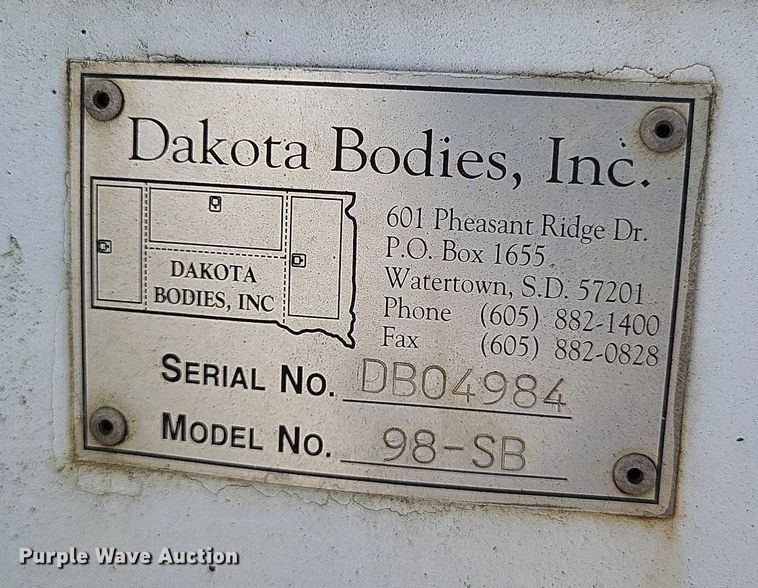 Dakota Bodies, Inc.
DAKOTA
BODIES, INC
601 Pheasant Ridge Dr.
P.O. Box 1655
Watertown, S.D. 57201
Phone (605) 882-1400
Fax (605) 882-0828
SERIAL NO. DB04984
MODEL NO. 98-SB
Purple Wave Auction